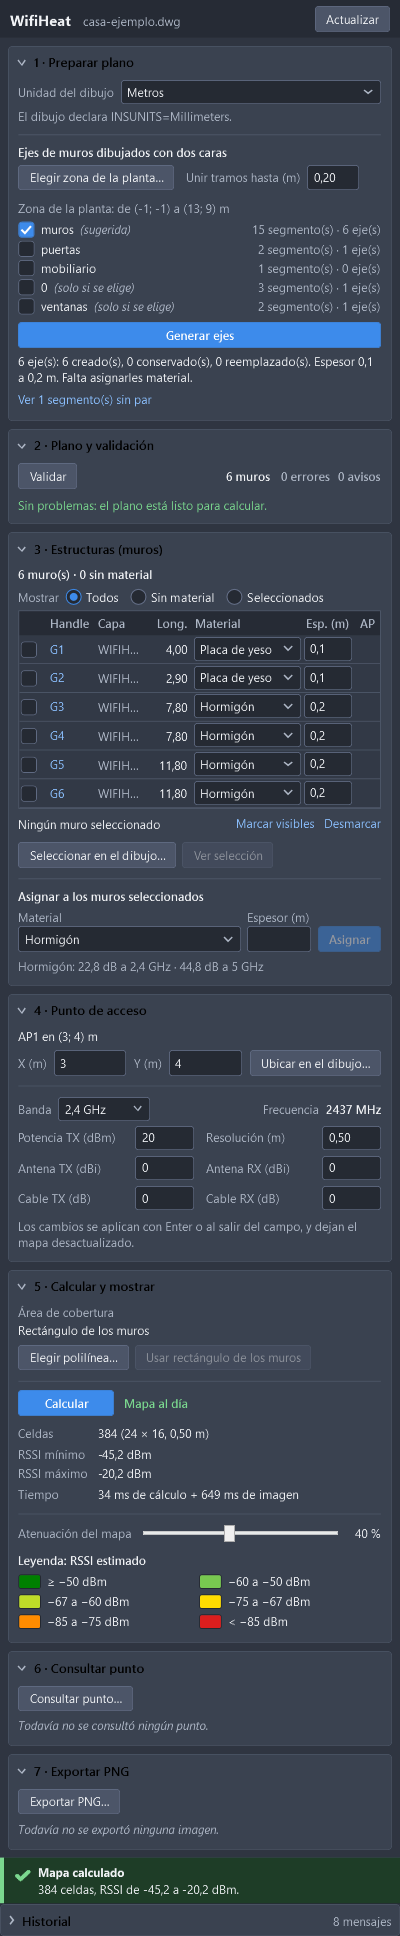 WifiHeat casa-ejemplo.dwg Actualizar
1 · Preparar plano
Unidad del dibujo Metros
El dibujo declara INSUNITS=Millimeters.
Ejes de muros dibujados con dos caras
Elegir zona de la planta... Unir tramos hasta (m) 0,20
Zona de la planta: de (-1; -1) a (13; 9) m
muros (sugerida) 15 segmento(s) · 6 eje(s)
puertas 2 segmento(s) · 1 eje(s)
mobiliario 1 segmento(s) · 0 eje(s)
0 (solo si se elige) 3 segmento(s) · 1 eje(s)
ventanas (solo si se elige) 2 segmento(s) · 1 eje(s)
Generar ejes
6 eje(s): 6 creado(s), 0 conservado(s), 0 reemplazado(s). Espesor 0,1
a 0,2 m. Falta asignarles material.
Ver 1 segmento(s) sin par
2 · Plano y validación
Validar 6 muros 0 errores 0 avisos
Sin problemas: el plano está listo para calcular.
3 · Estructuras (muros)
6 muro(s) · 0 sin material
Mostrar Todos Sin material Seleccionados
Handle Capa Long. Material Esp. (m) AP
G1 WIFIH... 4,00 Placa de yeso 0,1
G2 WIFIH... 2,90 Placa de yeso 0,1
G3 WIFIH... 7,80 Hormigón 0,2
G4 WIFIH... 7,80 Hormigón 0,2
G5 WIFIH... 11,80 Hormigón 0,2
G6 WIFIH... 11,80 Hormigón 0,2
Ningún muro seleccionado Marcar visibles Desmarcar
Seleccionar en el dibujo... Ver selección
Asignar a los muros seleccionados
Material Espesor (m)
Hormigón Asignar
Hormigón: 22,8 dB a 2,4 GHz · 44,8 dB a 5 GHz
4 · Punto de acceso
AP1 en (3; 4) m
X (m) 3 Y (m) 4 Ubicar en el dibujo...
Banda 2,4 GHz Frecuencia 2437 MHz
Potencia TX (dBm) 20 Resolución (m) 0,50
Antena TX (dBi) 0 Antena RX (dBi) 0
Cable TX (dB) 0 Cable RX (dB) 0
Los cambios se aplican con Enter o al salir del campo, y dejan el
mapa desactualizado.
5 · Calcular y mostrar
Área de cobertura
Rectángulo de los muros
Elegir polilínea... Usar rectángulo de los muros
Calcular Mapa al día
Celdas 384 (24 × 16, 0,50 m)
RSSI mínimo -45,2 dBm
RSSI máximo -20,2 dBm
Tiempo 34 ms de cálculo + 649 ms de imagen
Atenuación del mapa 40 %
Leyenda: RSSI estimado
≥ −50 dBm −60 a −50 dBm
−67 a −60 dBm −75 a −67 dBm
−85 a −75 dBm < −85 dBm
6 · Consultar punto
Consultar punto...
Todavía no se consultó ningún punto.
7 · Exportar PNG
Exportar PNG...
Todavía no se exportó ninguna imagen.
Mapa calculado
384 celdas, RSSI de -45,2 a -20,2 dBm.
Historial 8 mensajes